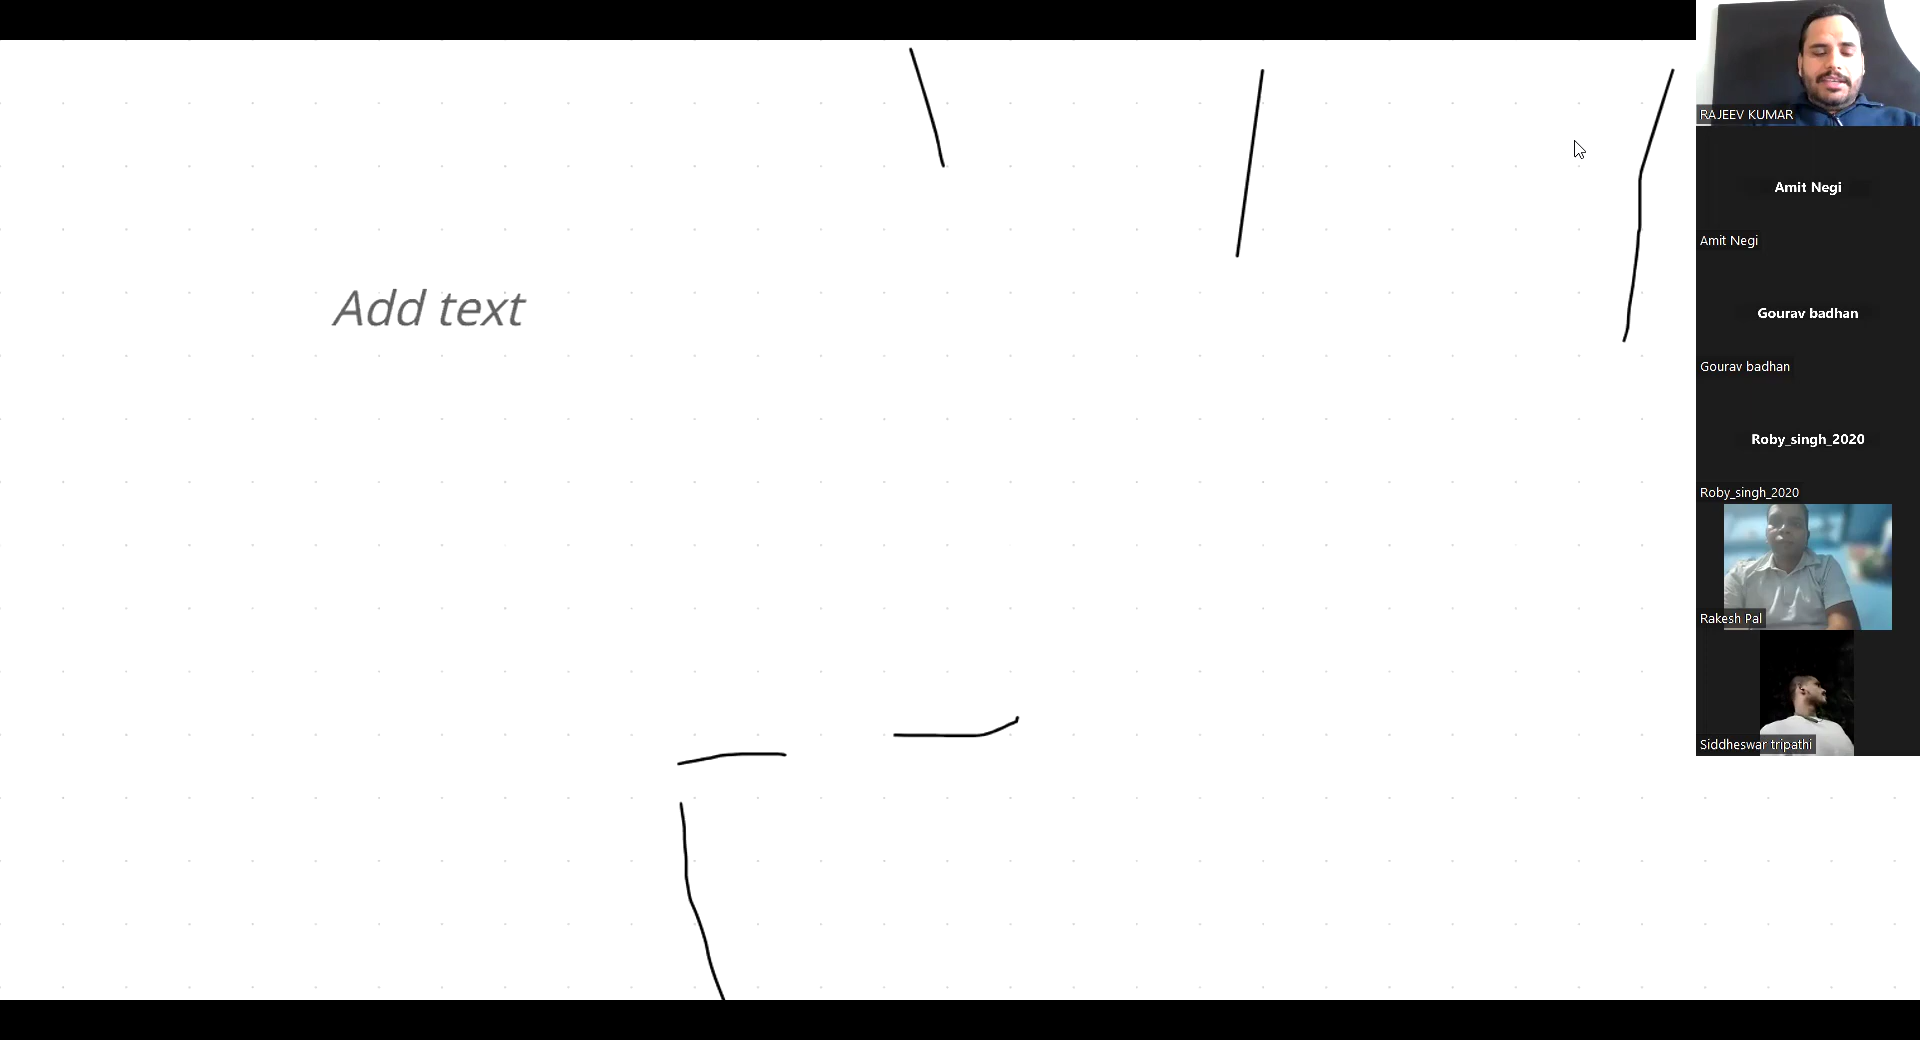 RAJEEV KUMAR
Amit Negi
Amit Negi
Add text
Gourav badhan
Gourav badhan
Roby_singh_2020
Roby_singh_2020
Rakesh Pal
Siddheswar tripathi